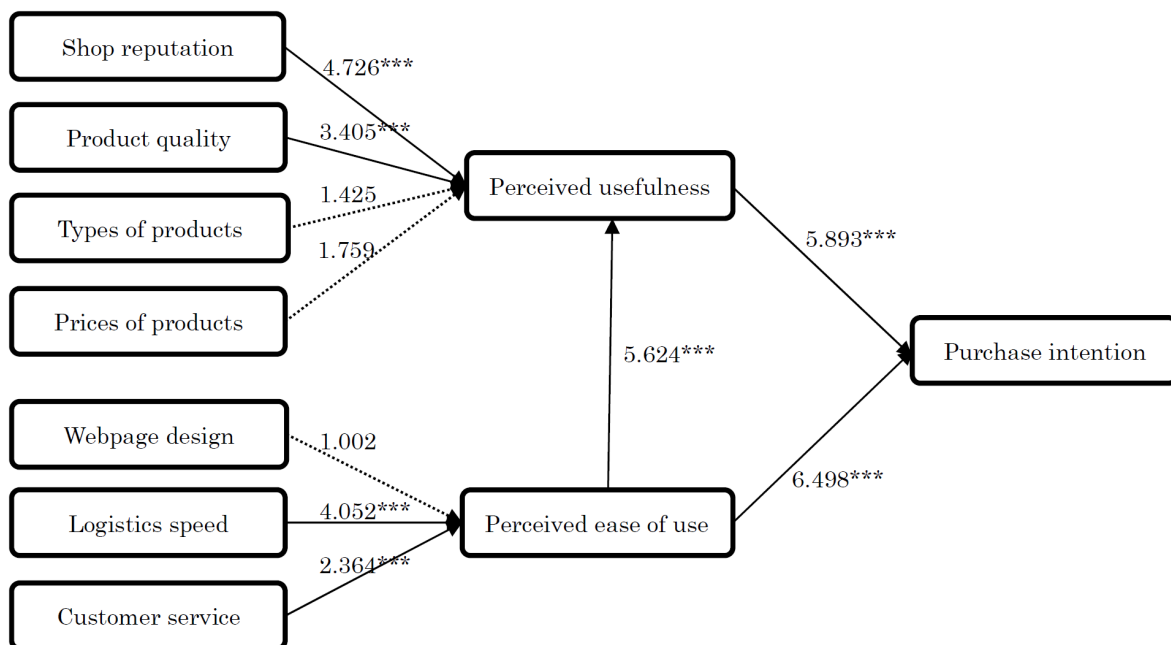 Shop reputation
4.726***
Product quality
3.405***
Perceived usefulness
Types of products
1.425
1.759
5.893***
Prices of products
5.624***
Purchase intention
Webpage design
1.002
6.498***
Logistics speed
4.052***
Perceived ease of use
2.364***
Customer service